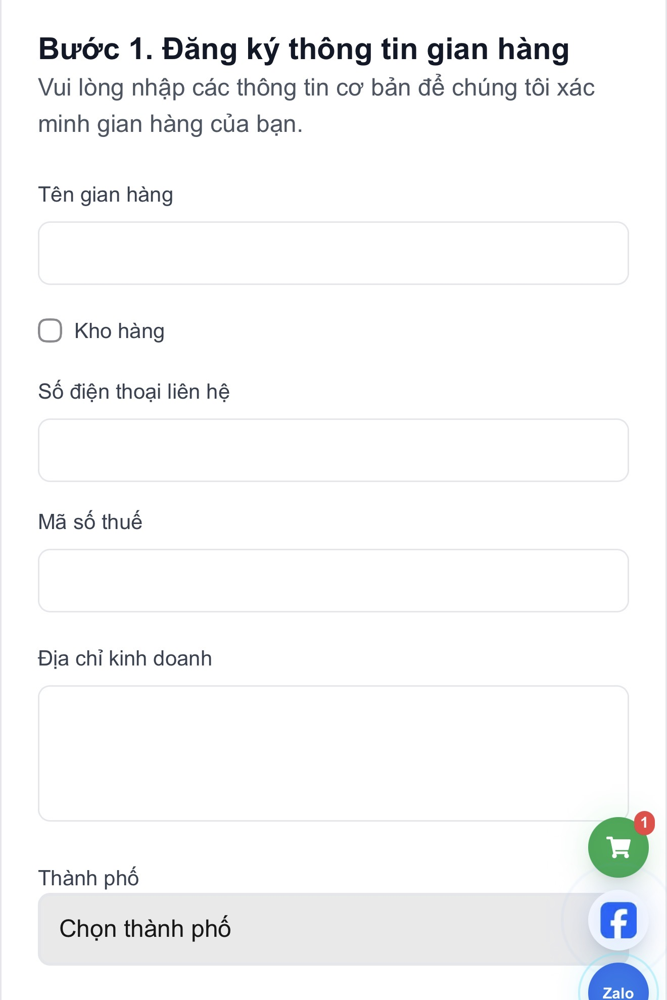 Bước 1. Đăng ký thông tin gian hàng
Vui lòng nhập các thông tin cơ bản để chúng tôi xác
minh gian hàng của bạn.
Tên gian hàng
Kho hàng
Số điện thoại liên hệ
Mã số thuế
Địa chỉ kinh doanh
1
Thành phố
Chọn thành phố
Zalo